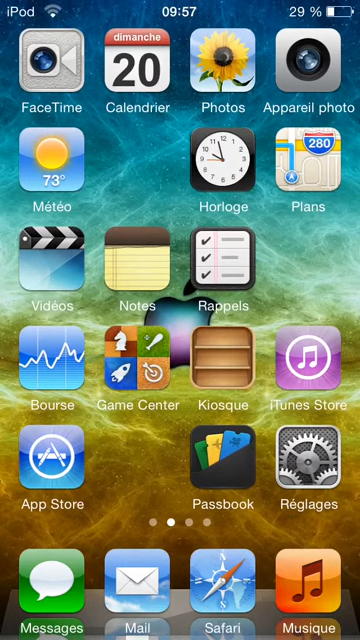 iPod 09:57 29 %
dimanche
20
FaceTime Calendrier Photos Appareil photo
73°
12
280
Météo Horloge Plans
Vidéos Notes Rappels
Bourse Game Center Kiosque iTunes Store
App Store Passbook Réglages
Messages Mail Safari Musique